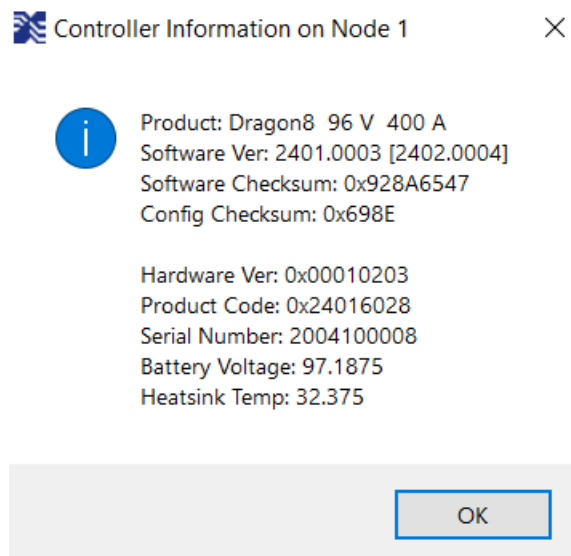 Controller Information on Node 1
Product: Dragon8 96 V 400 A
Software Ver: 2401.0003 [2402.0004]
Software Checksum: 0x928A6547
Config Checksum: 0x698E
Hardware Ver: 0x00010203
Product Code: 0x24016028
Serial Number: 2004100008
Battery Voltage: 97.1875
Heatsink Temp: 32.375
OK